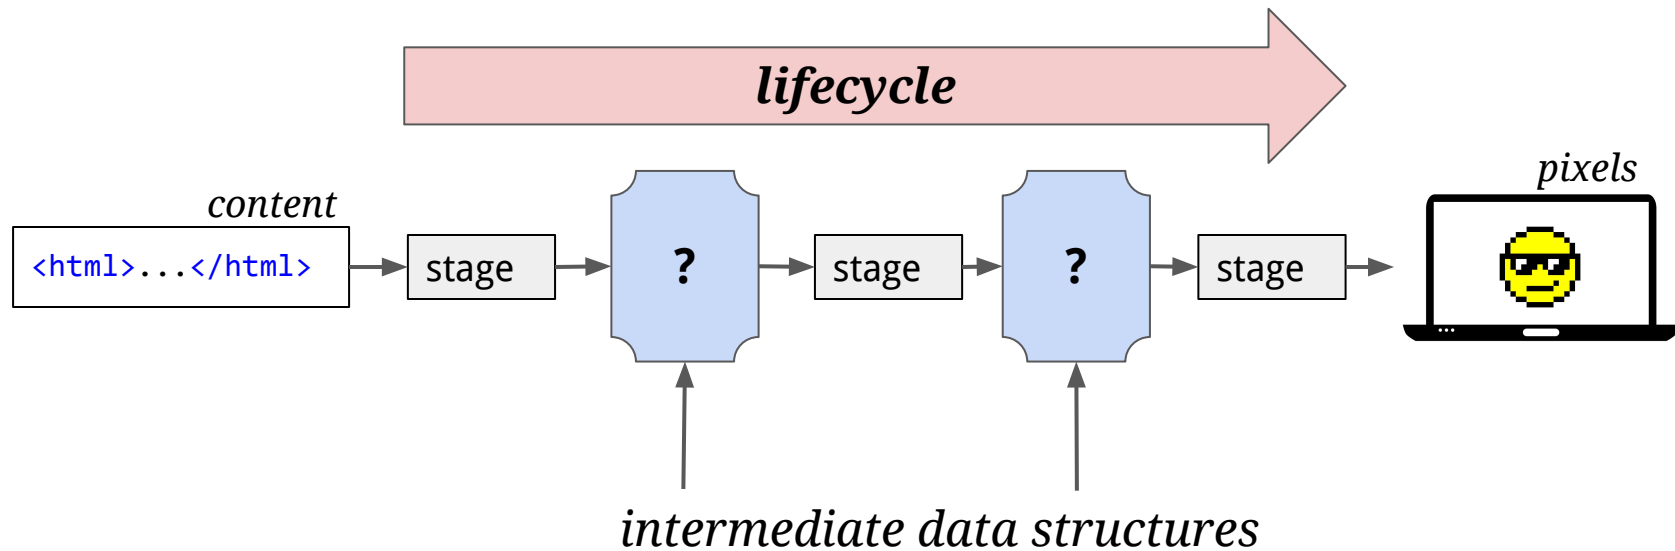 lifecycle
content
pixels
<html>...</html>
stage
?
stage
?
stage
intermediate data structures